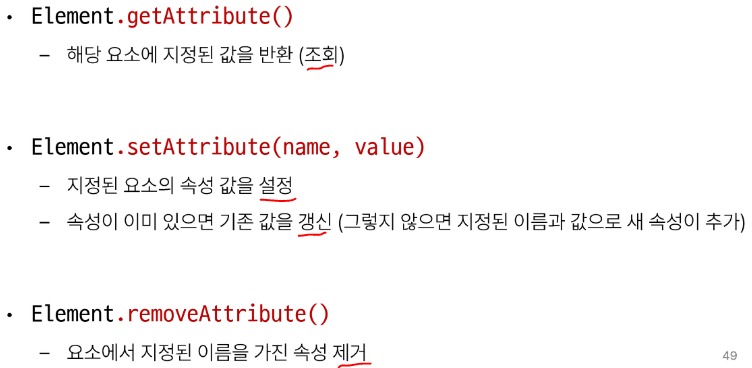 • Element.getAttribute()
– 해당 요소에 지정된 값을 반환 (조회)
• Element.setAttribute(name, value)
– 지정된 요소의 속성 값을 설정
– 속성이 이미 있으면 기존 값을 갱신 (그렇지 않으면 지정된 이름과 값으로 새 속성이 추가)
• Element.removeAttribute()
– 요소에서 지정된 이름을 가진 속성 제거
49